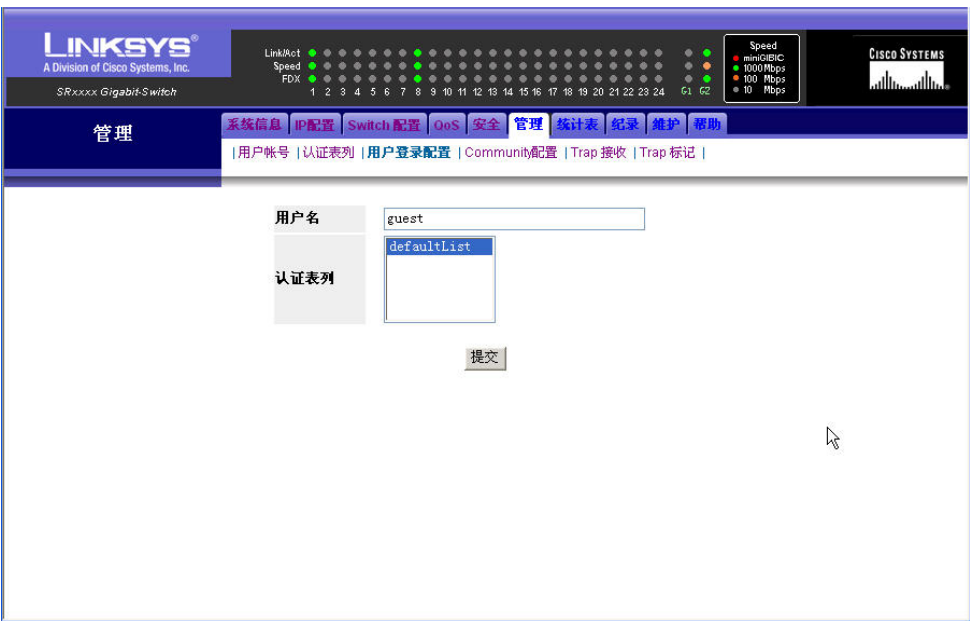 LINKSYS®
A Division of Cisco Systems, Inc.
SRxxxx Gigabit-Switch
Link/Act
Speed
FDX
1 2 3 4 5 6 7 8 9 10 11 12 13 14 15 16 17 18 19 20 21 22 23 24 G1 G2
Speed
miniGIBIC
1000Mbps
100 Mbps
10 Mbps
CISCO SYSTEMS
管理
系统信息 IP配置 Switch 配置 QoS 安全 管理 统计表 纪录 维护 帮助
|用户帐号 |认证表列 |用户登录配置 |Community配置 |Trap 接收 |Trap 标记 |
用户名 guest
认证表列 defaultList
提交